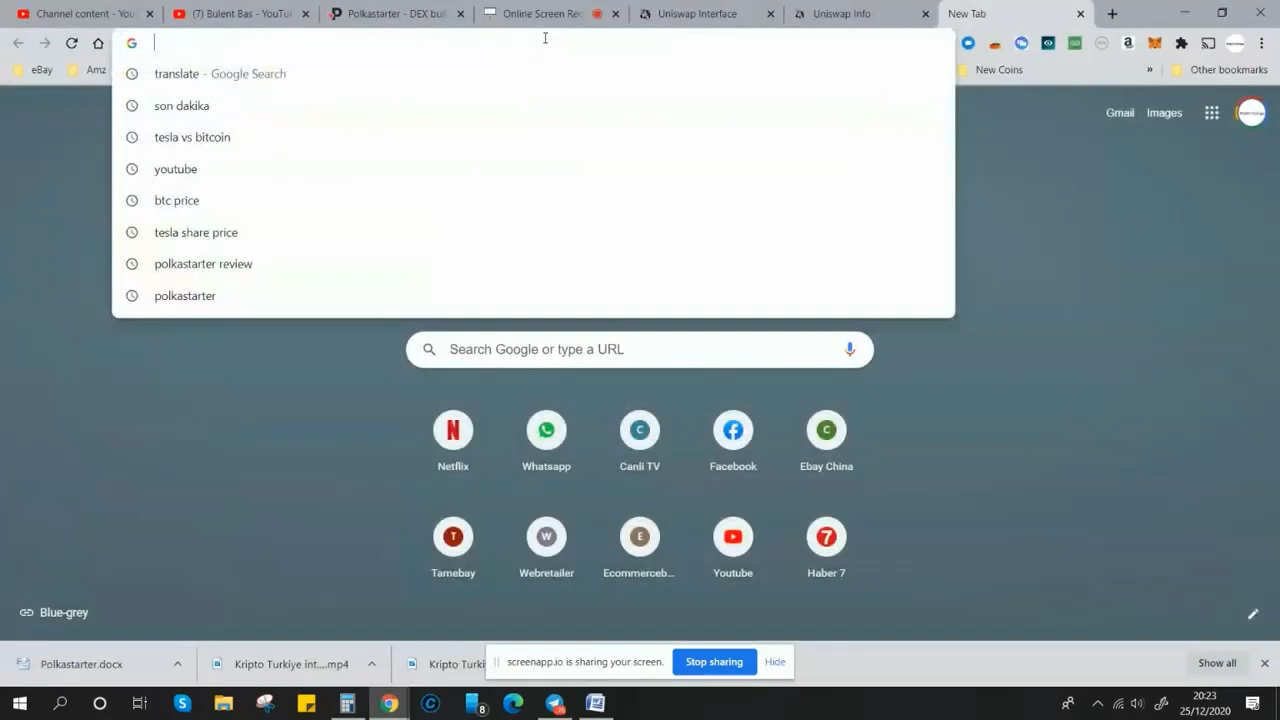 Channel content - You
(7) Bulent Bas - YouTu
Polkastarter - DEX buil
Online Screen Rec
Uniswap Interface
Uniswap Info
New Tab
eBay
Amz
New Coins
»
Other bookmarks
translate - Google Search
son dakika
tesla vs bitcoin
youtube
btc price
tesla share price
polkastarter review
polkastarter
Gmail
Images
Search Google or type a URL
Netflix
Whatsapp
Canli TV
Facebook
Ebay China
Tamebay
Webretailer
Ecommerceb...
Youtube
Haber 7
Blue-grey
Polkastarter.docx
Kripto Turkiye int....mp4
Kripto Turki
screenapp.io is sharing your screen.
Stop sharing
Hide
Show all
20:23
25/12/2020